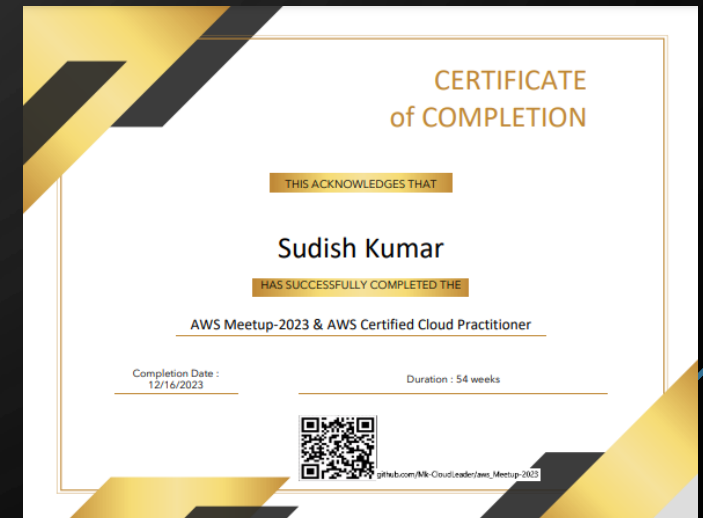 CERTIFICATE
of COMPLETION
THIS ACKNOWLEDGES THAT
Sudish Kumar
HAS SUCCESSFULLY COMPLETED THE
AWS Meetup-2023 & AWS Certified Cloud Practitioner
Completion Date :
12/16/2023
Duration : 54 weeks
github.com/Mk-CloudLeader/aws_Meetup-2023